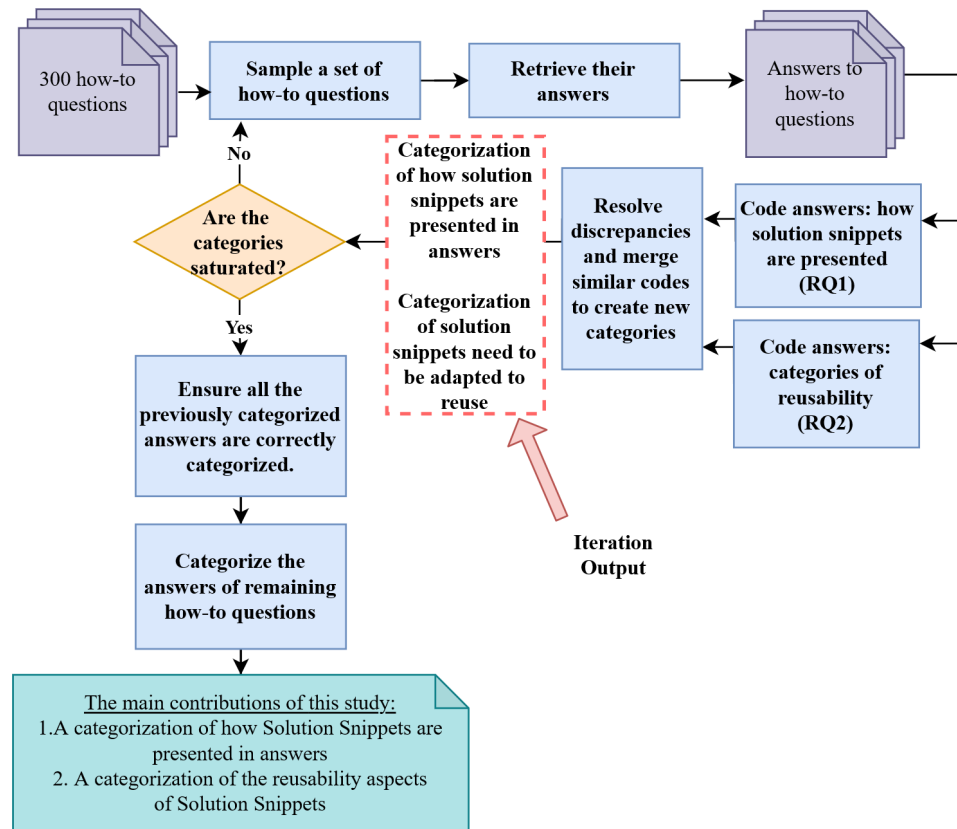 300 how-to
questions
Sample a set of
how-to questions
Retrieve their
answers
Answers to
how-to
questions
No
Are the
categories
saturated?
Categorization
of how solution
snippets are
presented in
answers
Categorization
of solution
snippets need to
be adapted to
reuse
Resolve
discrepancies
and merge
similar codes
to create new
categories
Code answers: how
solution snippets
are presented
(RQ1)
Code answers:
categories of
reusability
(RQ2)
Yes
Ensure all the
previously categorized
answers are correctly
categorized.
Iteration
Output
Categorize the
answers of remaining
how-to questions
The main contributions of this study:
1.A categorization of how Solution Snippets are
presented in answers
2. A categorization of the reusability aspects
of Solution Snippets